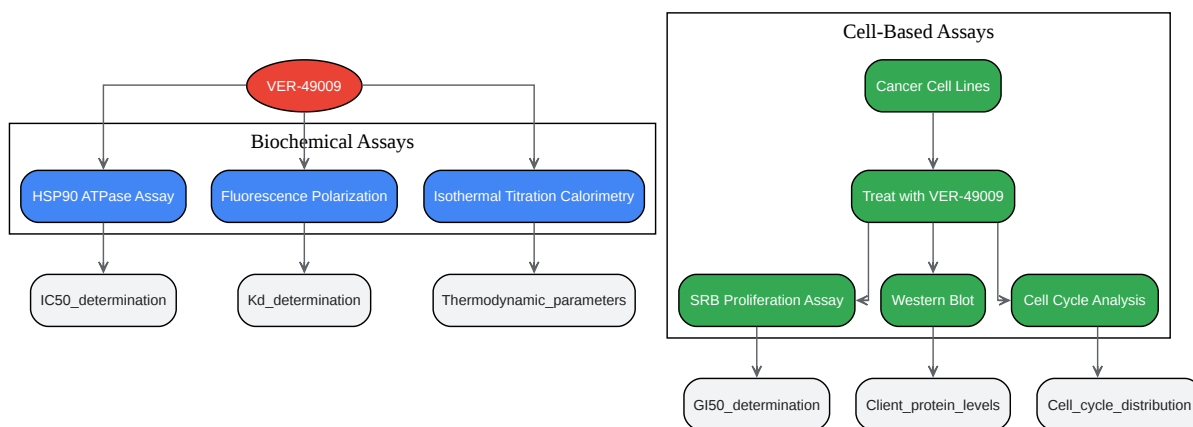 VER-49009
Biochemical Assays
HSP90 ATPase Assay
Fluorescence Polarization
Isothermal Titration Calorimetry
IC50_determination
Kd_determination
Thermodynamic_parameters
Cell-Based Assays
Cancer Cell Lines
Treat with VER-49009
SRB Proliferation Assay
Western Blot
Cell Cycle Analysis
GI50_determination
Client_protein_levels
Cell_cycle_distribution